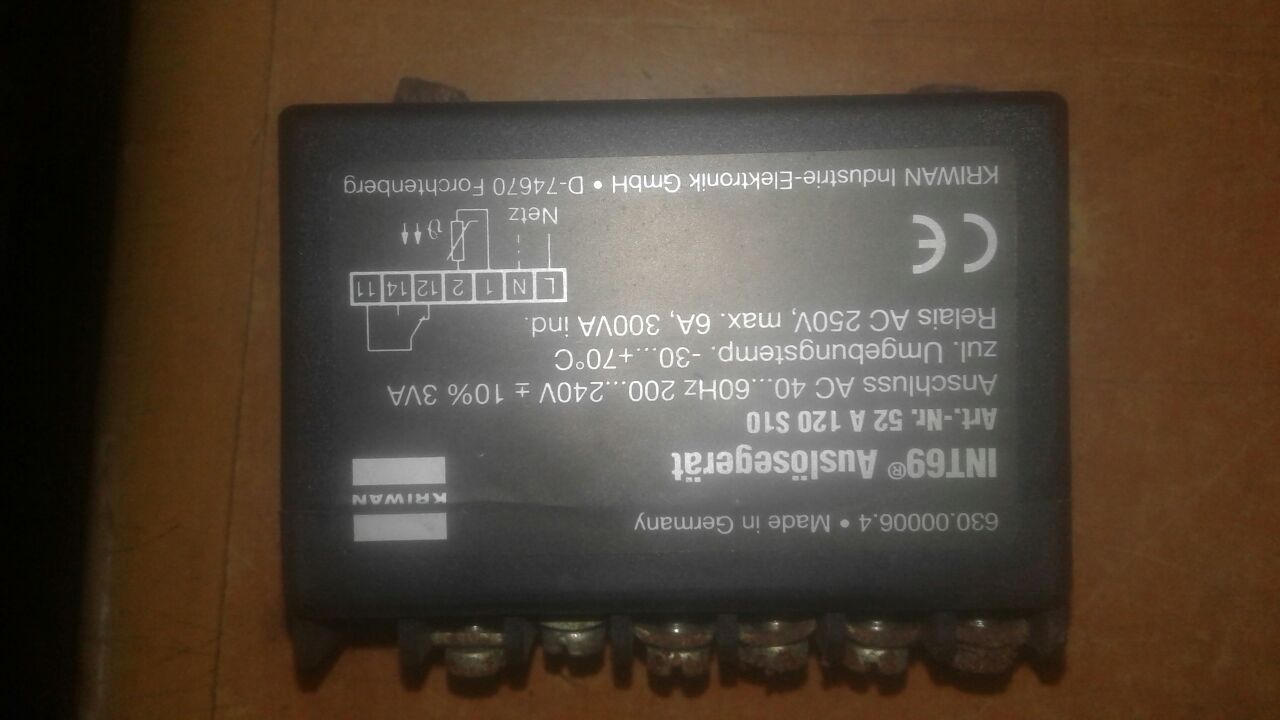 630.00006.4 • Made in Germany
KRIWAN
INT69® Auslösegerät
Art.-Nr. 52 A 120 S10
Anschluss AC 40...60Hz 200...240V ± 10% 3VA
zul. Umgebungstemp. -30...+70°C
Relais AC 250V, max. 6A, 300VA ind.
L N 1 2 12 14 11
CE
ϑ
Netz
KRIWAN Industrie-Elektronik GmbH • D-74670 Forchtenberg